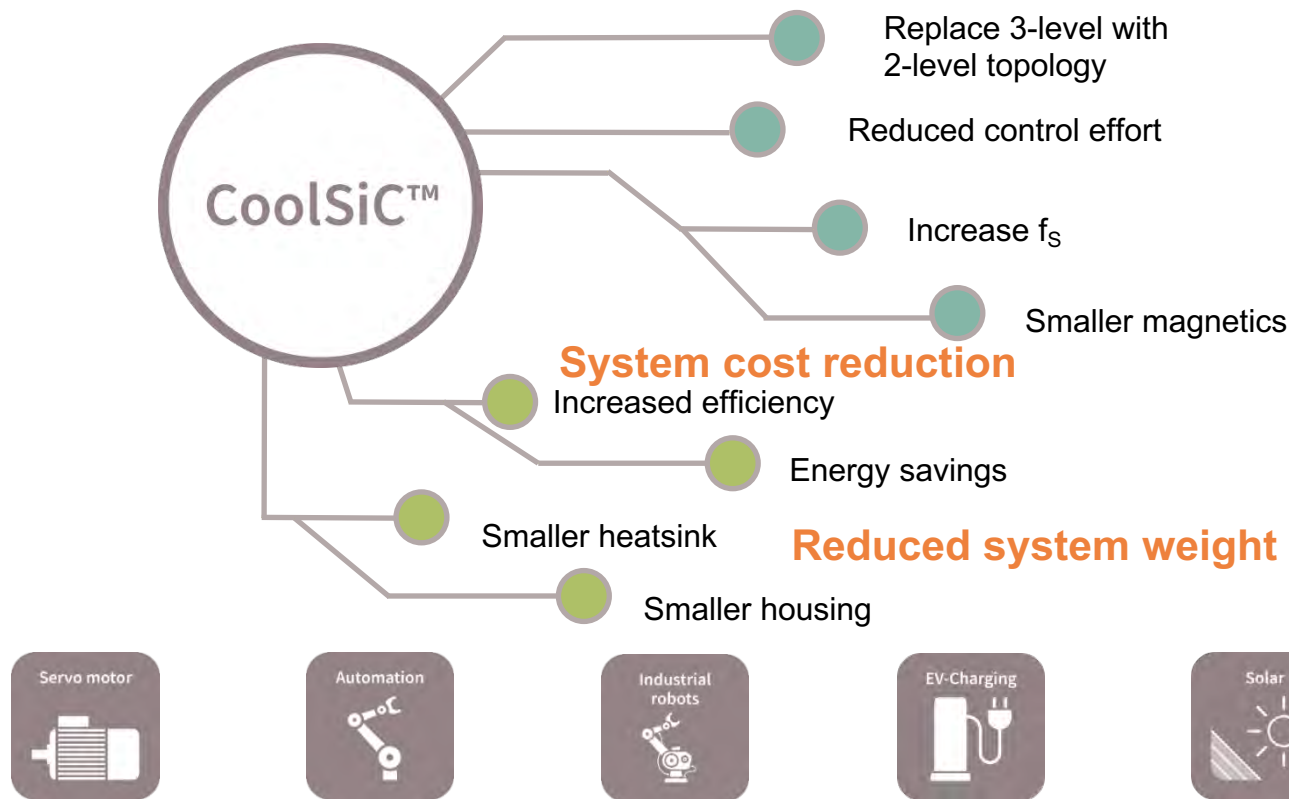 CoolSiC™
Replace 3-level with
2-level topology
Reduced control effort
Increase fS
Smaller magnetics
System cost reduction
Increased efficiency
Energy savings
Smaller heatsink
Reduced system weight
Smaller housing
Servo motor
Automation
Industrial
robots
EV-Charging
Solar